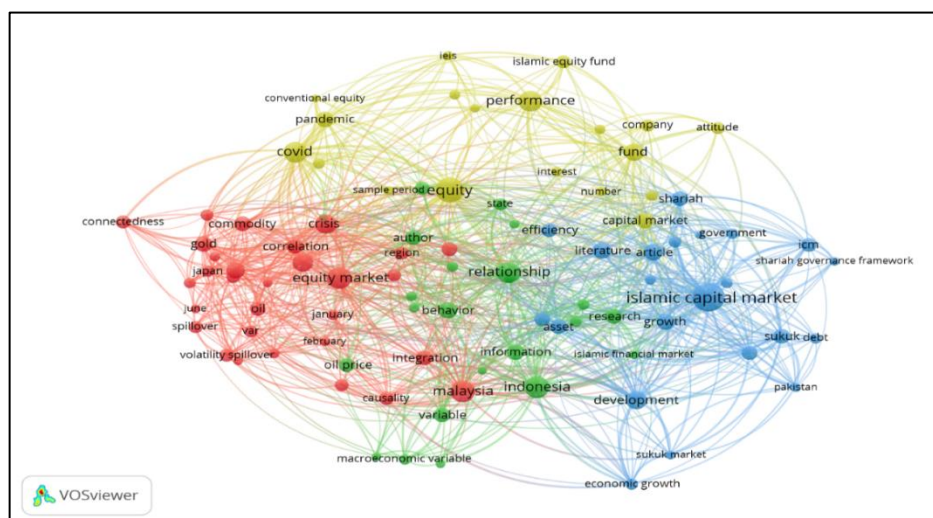 ieis
islamic equity fund
conventional equity
performance
pandemic
company
attitude
covid
fund
interest
sample period
equity
number
shariah
state
connectedness
commodity
crisis
capital market
efficiency
government
author
gold
correlation
region
literature
article
icm
shariah governance framework
japan
equity market
relationship
islamic capital market
june
oil
january
behavior
asset
research
growth
spillover
var
sukuk
debt
february
volatility spillover
integration
information
islamic financial market
oil price
malaysia
indonesia
pakistan
causality
development
variable
macroeconomic variable
sukuk market
economic growth
VOSviewer